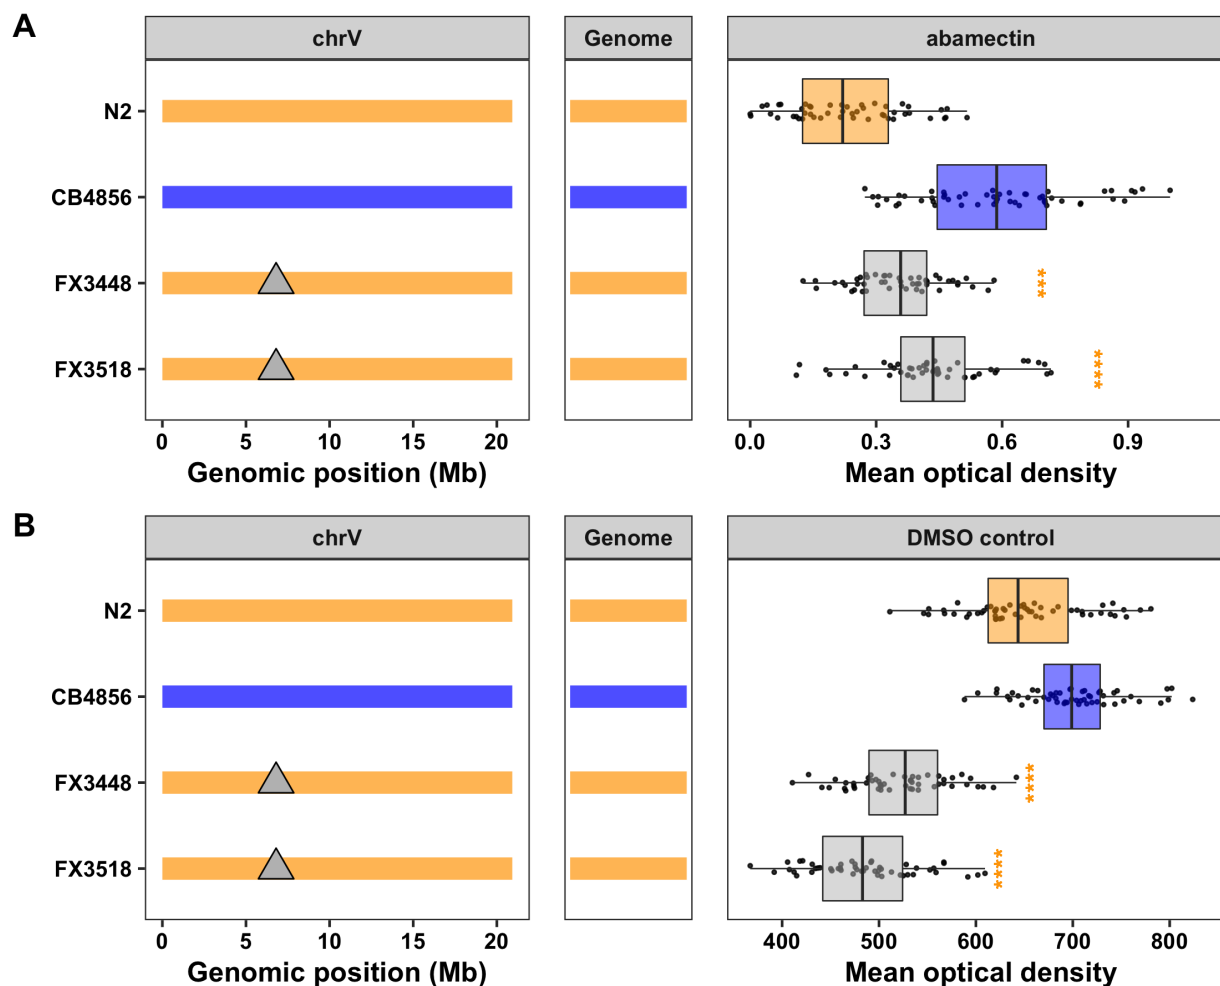 A
chrV
Genome
abamectin
N2
CB4856
FX3448
***
FX3518
****
0 5 10 15 20
0.0 0.3 0.6 0.9
Genomic position (Mb)
Mean optical density
B
chrV
Genome
DMSO control
N2
CB4856
FX3448
****
FX3518
****
0 5 10 15 20
400 500 600 700 800
Genomic position (Mb)
Mean optical density